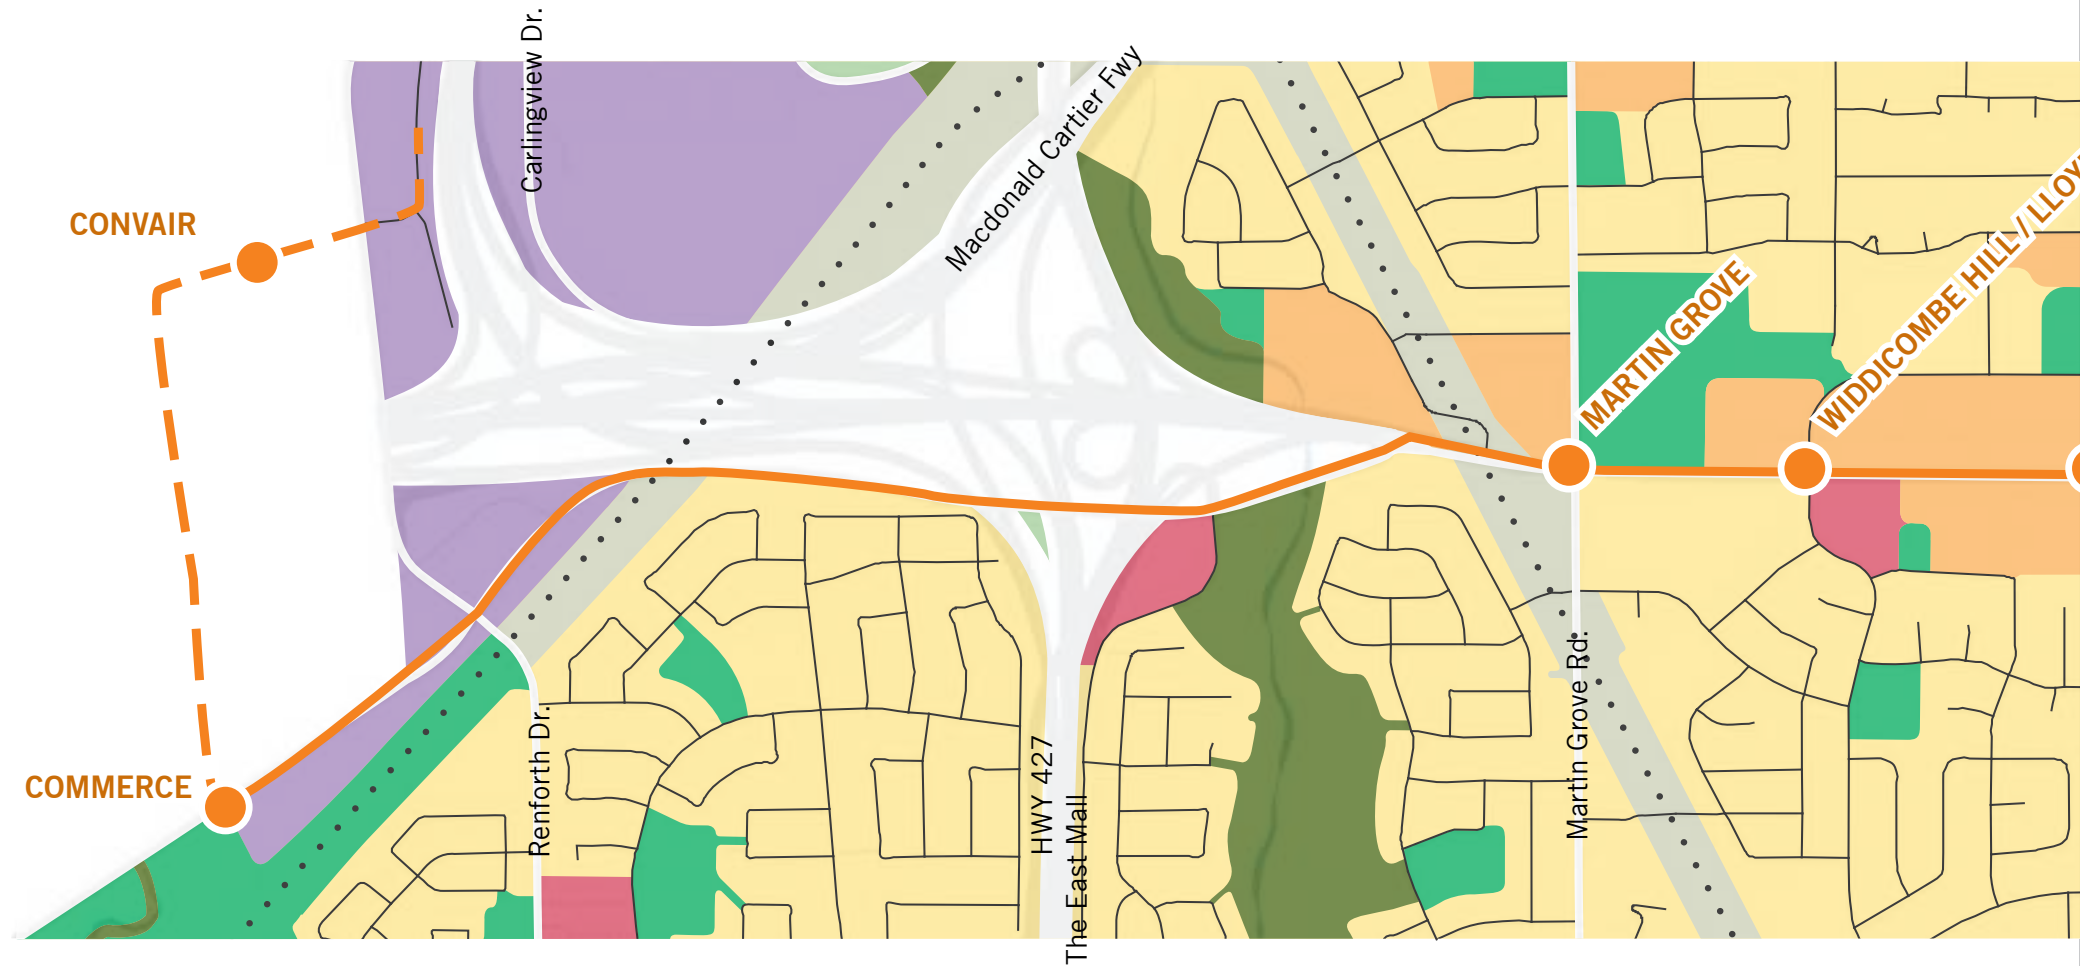 Carlingview Dr.
Macdonald Cartier Fwy
CONVAIR
MARTIN GROVE
WIDDICOMBE HILL /
COMMERCE
Renforth Dr.
HWY 427
The East Mall
Martin Grove Rd.